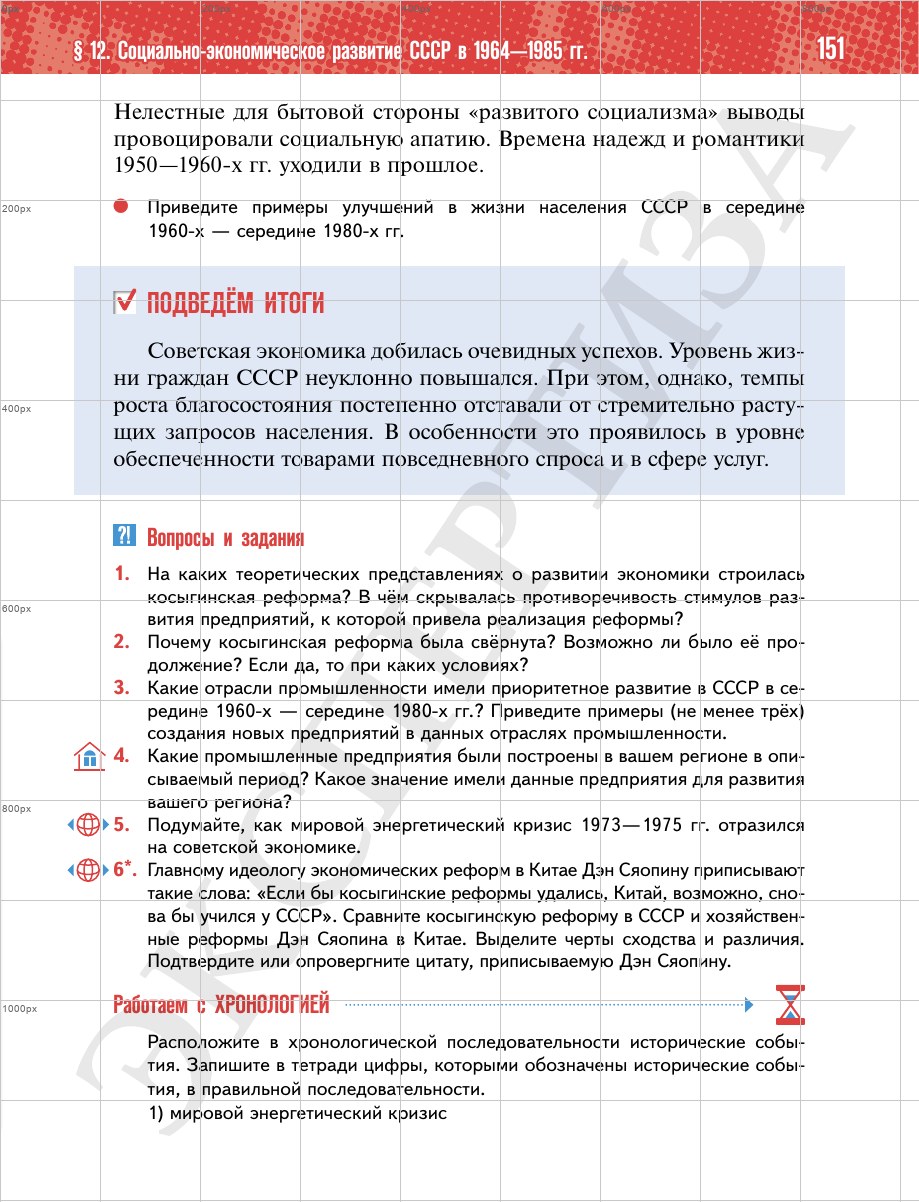 § 12. Социально-экономическое развитие СССР в 1964—1985 гг.
151
Нелестные для бытовой стороны «развитого социализма» выводы
провоцировали социальную апатию. Времена надежд и романтики
1950—1960-х гг. уходили в прошлое.
Приведите примеры улучшений в жизни населения СССР в середине
1960-х — середине 1980-х гг.
ПОДВЕДЁМ ИТОГИ
Советская экономика добилась очевидных успехов. Уровень жиз-
ни граждан СССР неуклонно повышался. При этом, однако, темпы
роста благосостояния постепенно отставали от стремительно расту-
щих запросов населения. В особенности это проявилось в уровне
обеспеченности товарами повседневного спроса и в сфере услуг.
?! Вопросы и задания
1. На каких теоретических представлениях о развитии экономики строилась
косыгинская реформа? В чём скрывалась противоречивость стимулов раз-
вития предприятий, к которой привела реализация реформы?
2. Почему косыгинская реформа была свёрнута? Возможно ли было её про-
должение? Если да, то при каких условиях?
3. Какие отрасли промышленности имели приоритетное развитие в СССР в се-
редине 1960-х — середине 1980-х гг.? Приведите примеры (не менее трёх)
создания новых предприятий в данных отраслях промышленности.
4. Какие промышленные предприятия были построены в вашем регионе в опи-
сываемый период? Какое значение имели данные предприятия для развития
вашего региона?
5. Подумайте, как мировой энергетический кризис 1973—1975 гг. отразился
на советской экономике.
6*. Главному идеологу экономических реформ в Китае Дэн Сяопину приписывают
такие слова: «Если бы косыгинские реформы удались, Китай, возможно, сно-
ва бы учился у СССР». Сравните косыгинскую реформу в СССР и хозяйствен-
ные реформы Дэн Сяопина в Китае. Выделите черты сходства и различия.
Подтвердите или опровергните цитату, приписываемую Дэн Сяопину.
Работаем с ХРОНОЛОГИЕЙ
Расположите в хронологической последовательности исторические собы-
тия. Запишите в тетради цифры, которыми обозначены исторические собы-
тия, в правильной последовательности.
1) мировой энергетический кризис
ЭКСПЕРТИЗА
200px
400px
600px
800px
1000px